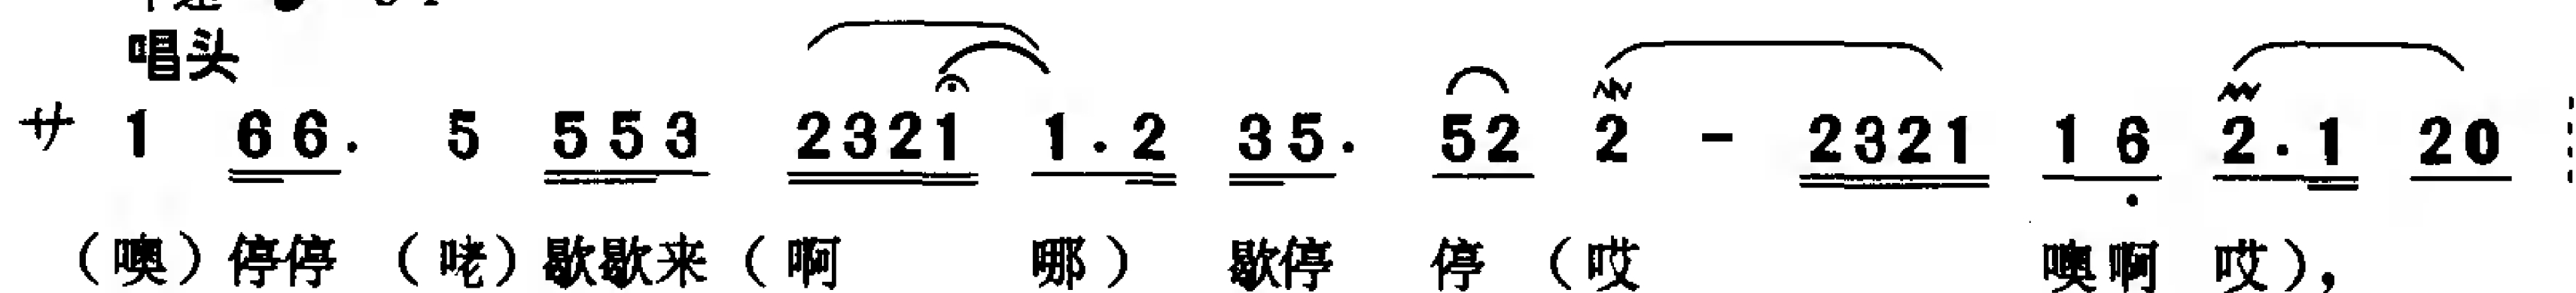 唱头
サ 1 66. 5 553 2321 1.2 35. 52 2 - 2321 16 2.1 20
（噢）停停（咾）歇歇来（啊 哪） 歇停 停（哎 噢啊 哎），